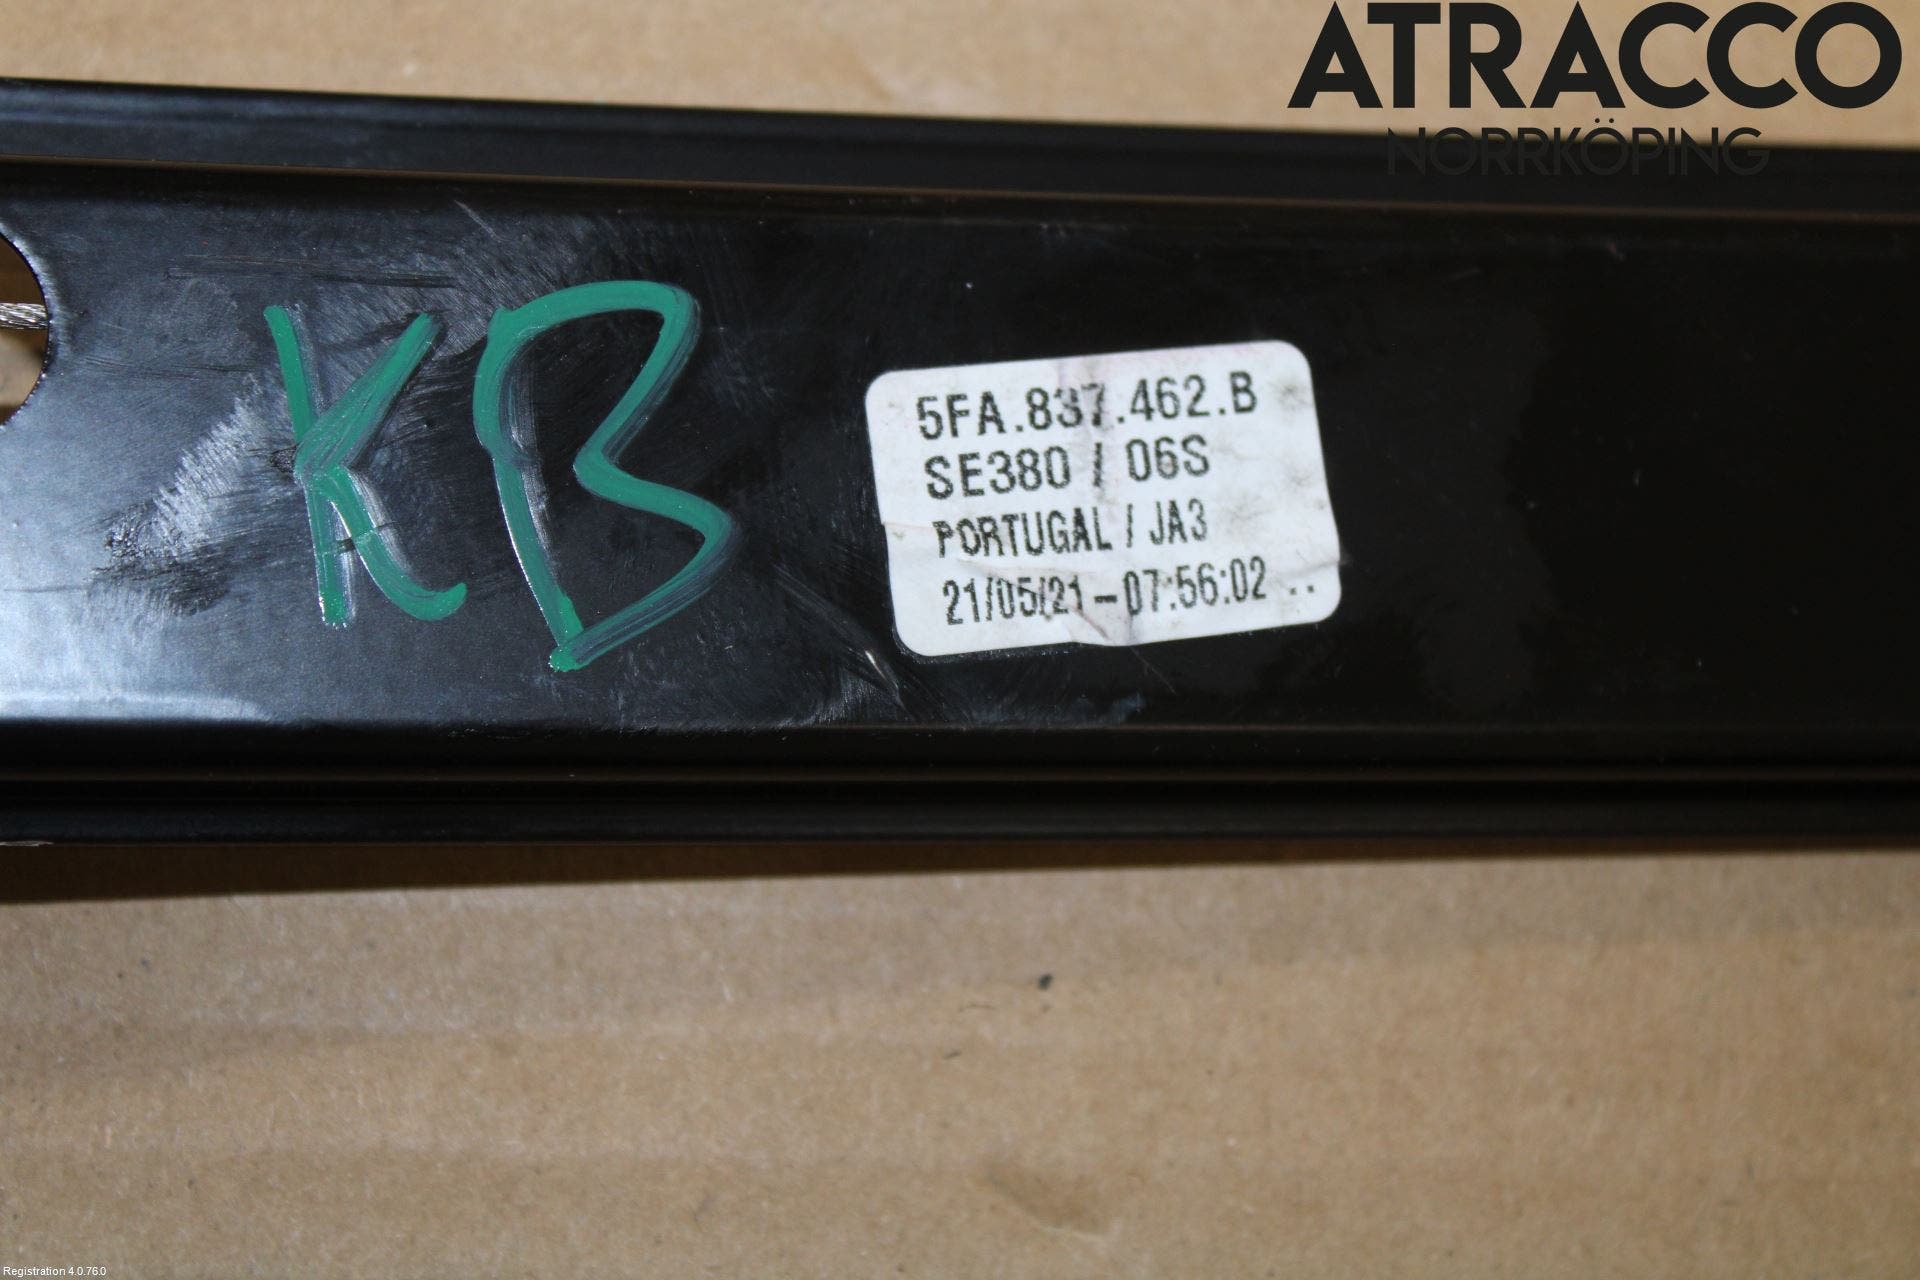 ATRACCO
NORRKÖPING
KB
5FA.837.462.B
SE380 / 06S
PORTUGAL / JA3
21/05/21-07:56:02 ..
Registration 4.0.76.0